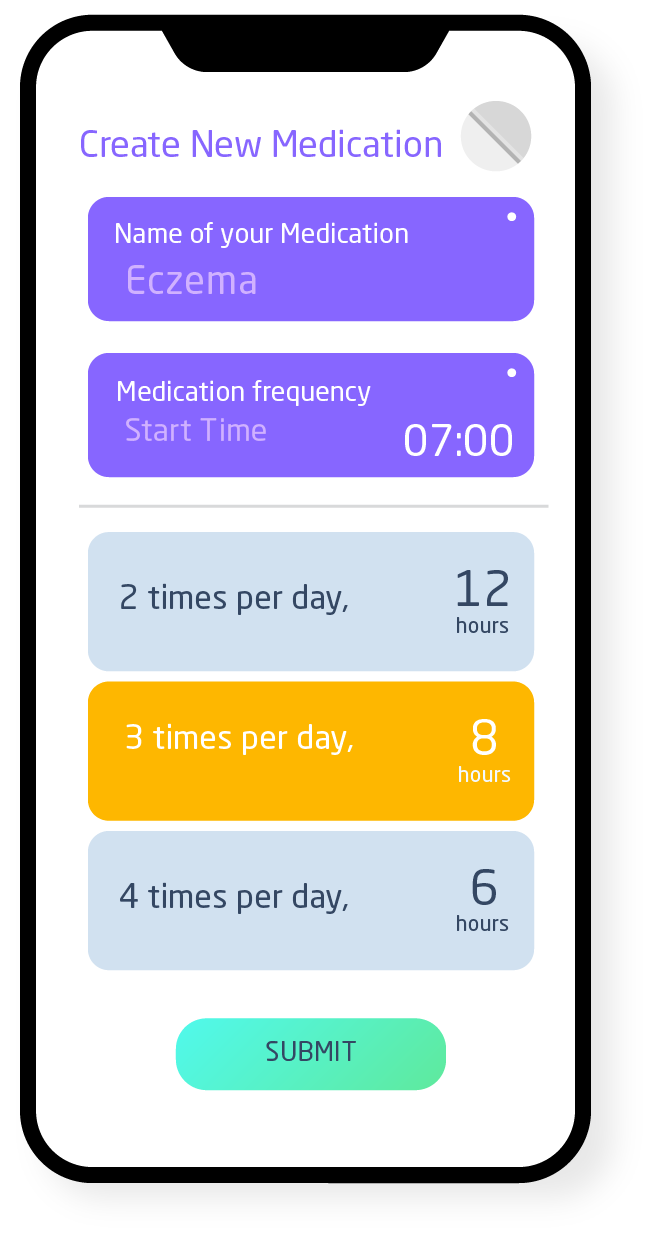 Create New Medication
Name of your Medication
Eczema
Medication frequency
Start Time
07:00
2 times per day,
12
hours
3 times per day,
8
hours
4 times per day,
6
hours
SUBMIT